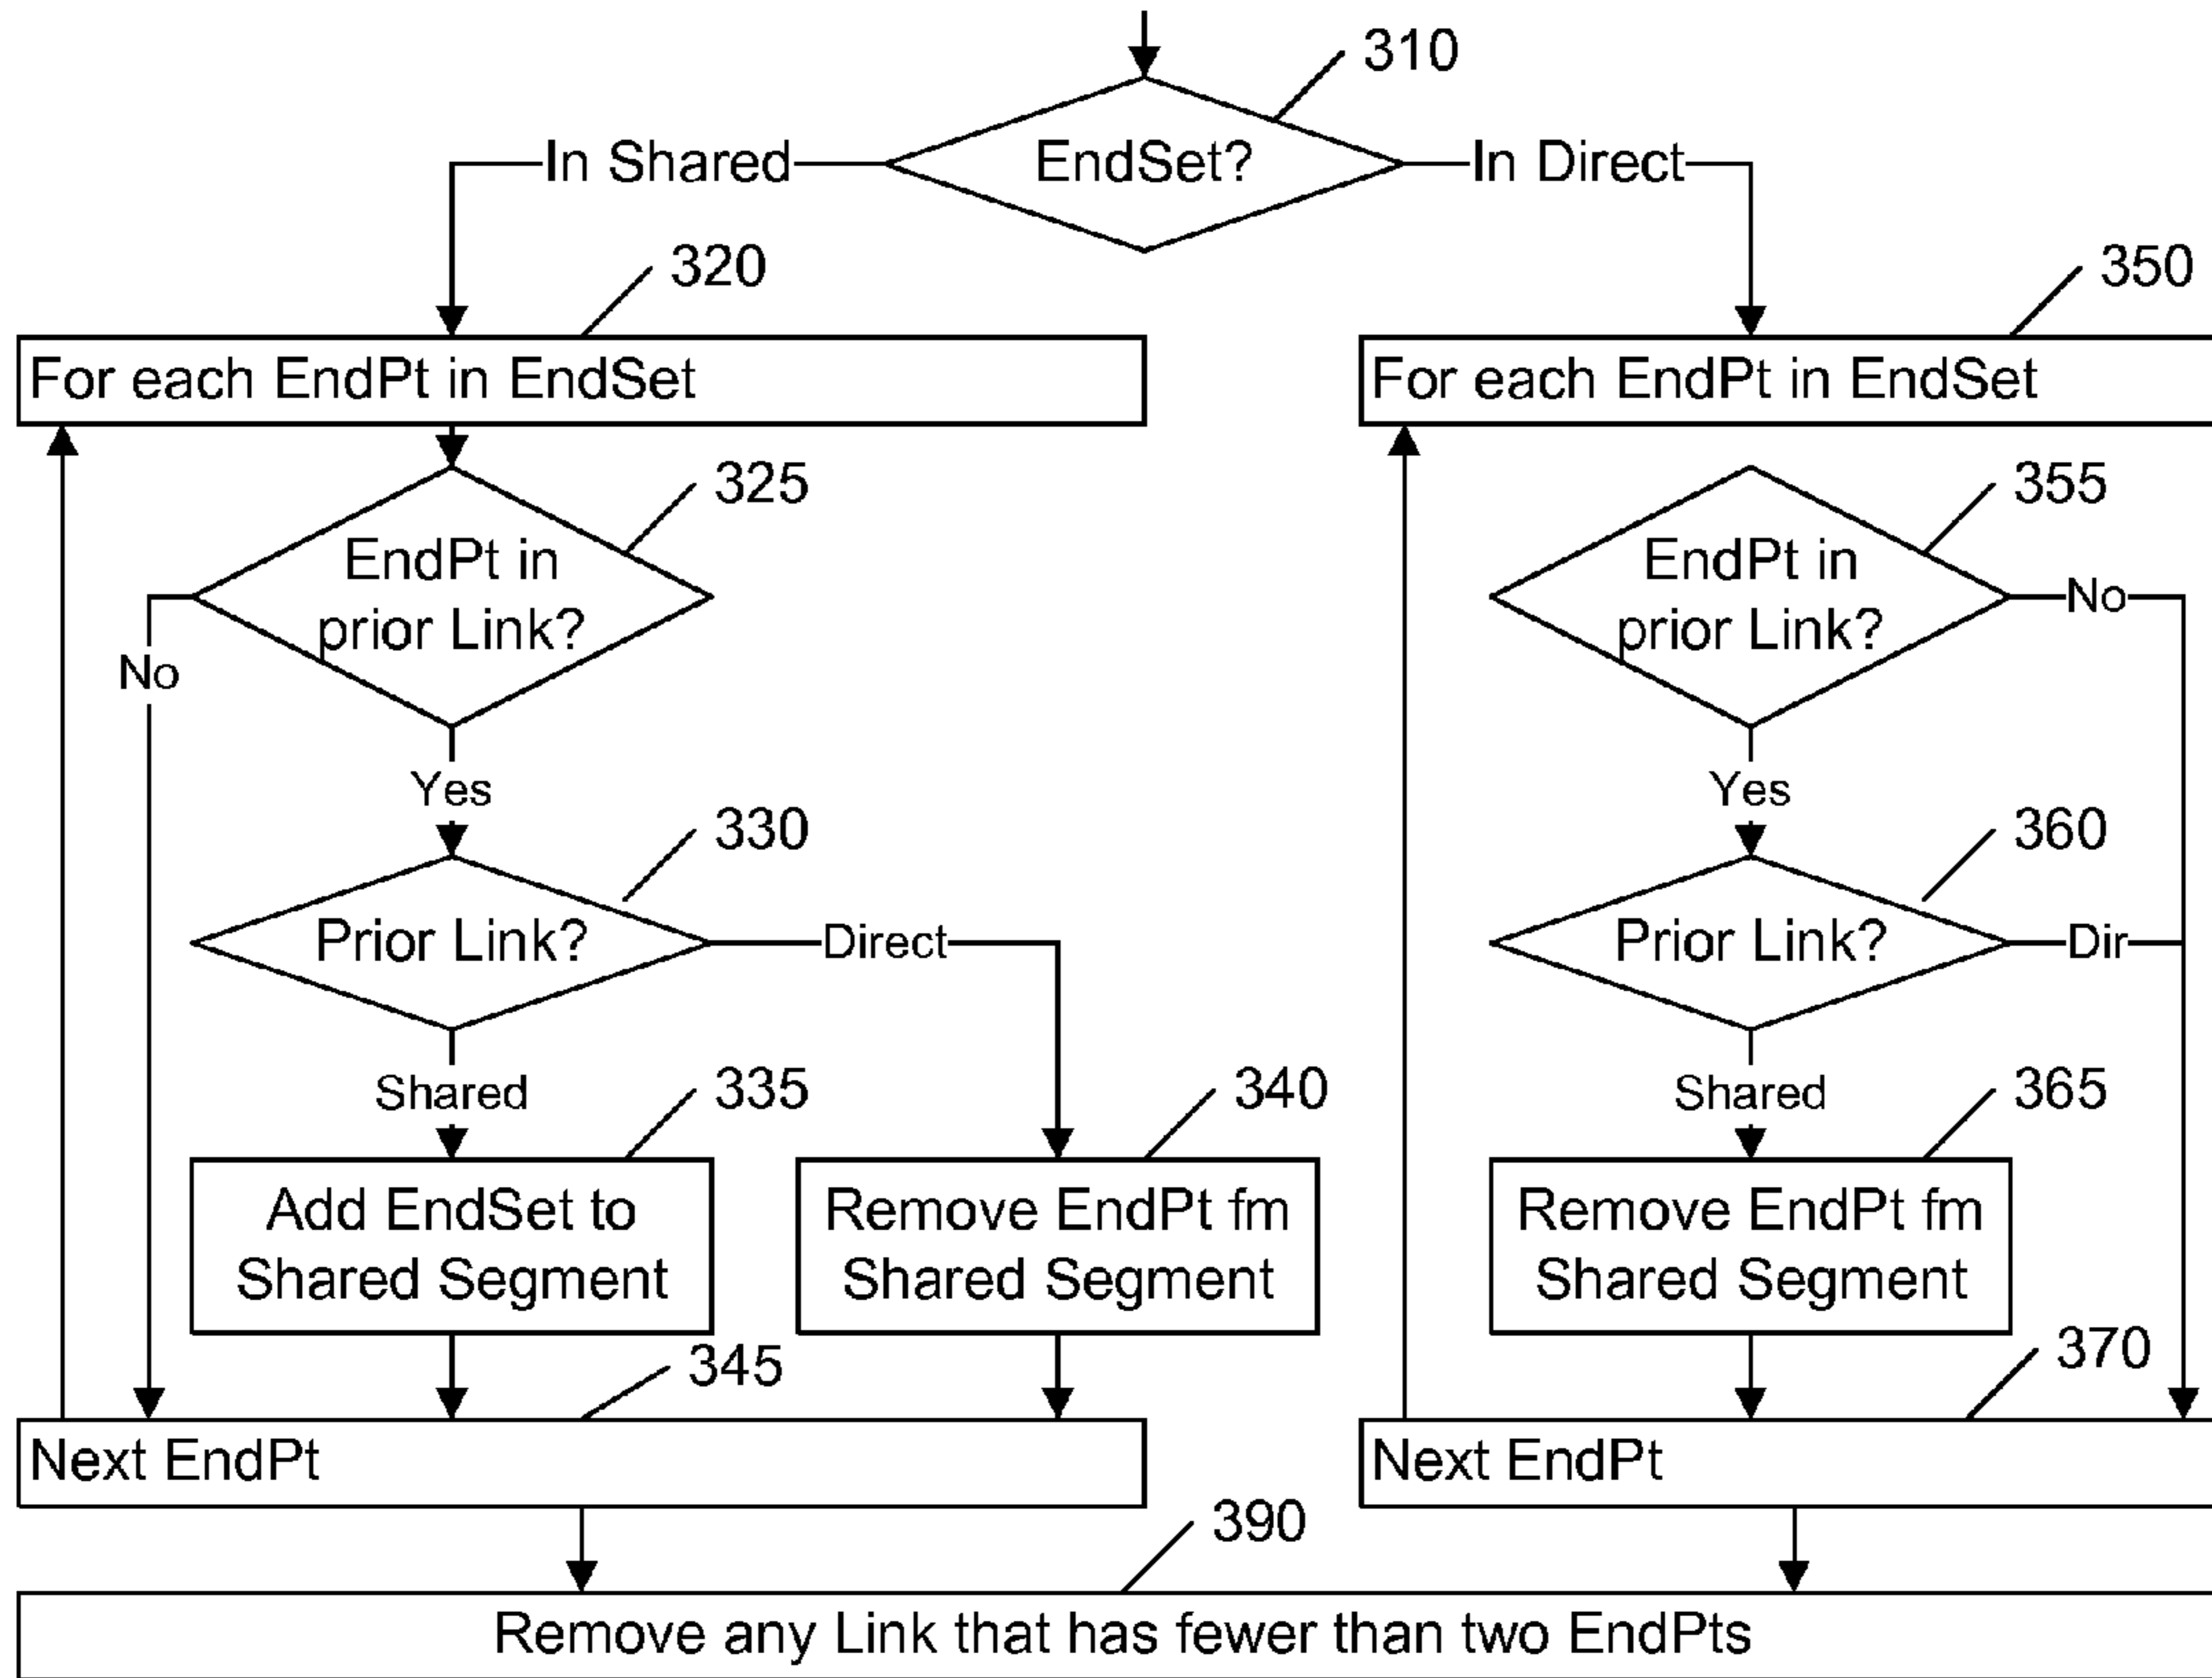 310
In Shared
EndSet?
In Direct
320
350
For each EndPt in EndSet
For each EndPt in EndSet
325
355
EndPt in
prior Link?
No
EndPt in
prior Link?
No
Yes
Yes
330
360
Prior Link?
Direct
Prior Link?
Dir
Shared
Shared
335
340
365
Add EndSet to
Shared Segment
Remove EndPt fm
Shared Segment
Remove EndPt fm
Shared Segment
345
370
Next EndPt
Next EndPt
390
Remove any Link that has fewer than two EndPts